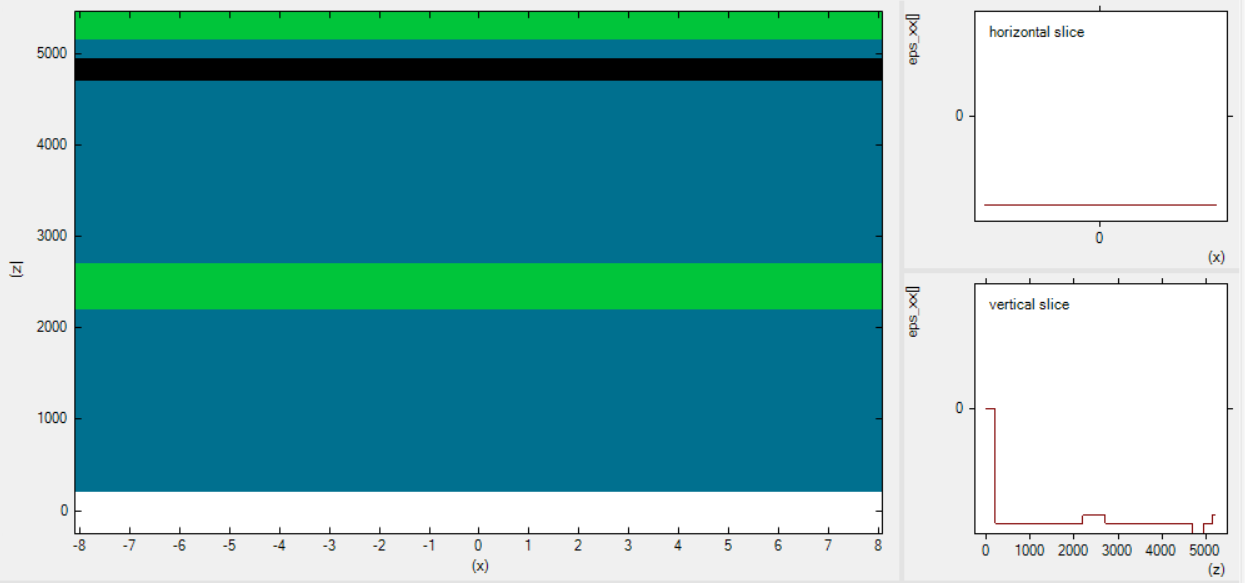 5000
4000
3000
2000
1000
0
-8 -7 -6 -5 -4 -3 -2 -1 0 1 2 3 4 5 6 7 8
(x)
horizontal slice
0
0
(x)
vertical slice
0
0 1000 2000 3000 4000 5000
(z)